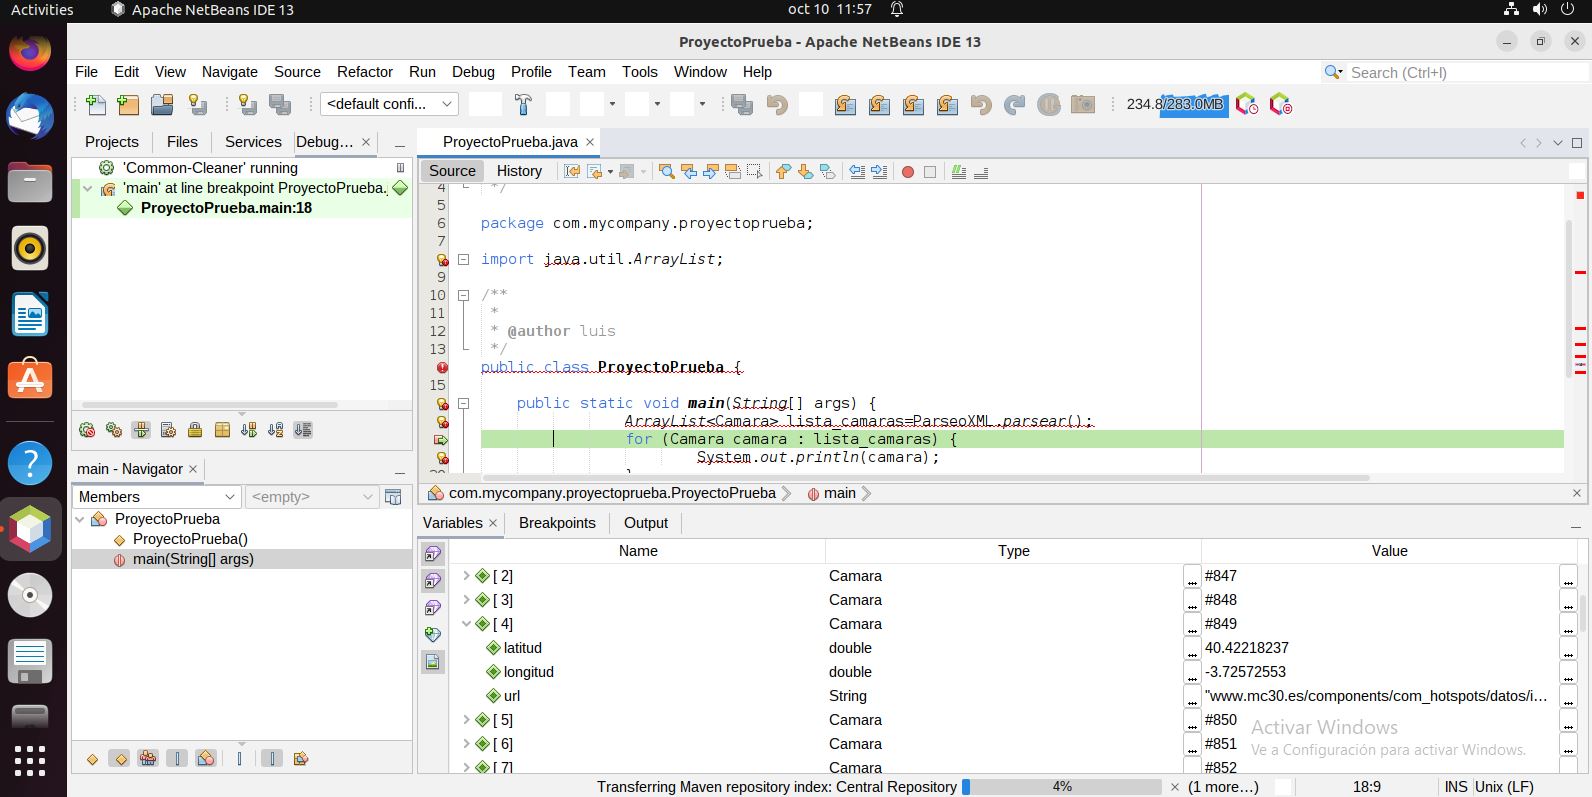 Activities Apache NetBeans IDE 13 oct 10 11:57
ProyectoPrueba - Apache NetBeans IDE 13
File Edit View Navigate Source Refactor Run Debug Profile Team Tools Window Help Search (Ctrl+I)
<default confi... 234.8/283.0MB
Projects Files Services Debug... ProyectoPrueba.java
Source History
'Common-Cleaner' running
'main' at line breakpoint ProyectoPrueba.j
ProyectoPrueba.main:18
4 */
5
6 package com.mycompany.proyectoprueba;
7
import java.util.ArrayList;
9
10 /**
11 *
12 * @author luis
13 */
public class ProyectoPrueba {
15
public static void main(String[] args) {
ArrayList<Camara> lista_camaras=ParseoXML.parsear();
for (Camara camara : lista_camaras) {
System.out.println(camara);
20 }
com.mycompany.proyectoprueba.ProyectoPrueba main
main - Navigator
Members <empty>
ProyectoPrueba
ProyectoPrueba()
main(String[] args)
Variables Breakpoints Output
Name Type Value
[ 2] Camara ... #847 ...
[ 3] Camara ... #848 ...
[ 4] Camara ... #849 ...
latitud double ... 40.42218237 ...
longitud double ... -3.72572553 ...
url String ... "www.mc30.es/components/com_hotspots/datos/i... ...
[ 5] Camara ... #850 ...
[ 6] Camara ... #851 ...
[ 7] Camara ... #852 ...
Activar Windows
Ve a Configuración para activar Windows.
Transferring Maven repository index: Central Repository 4% (1 more...) 18:9 INS Unix (LF)